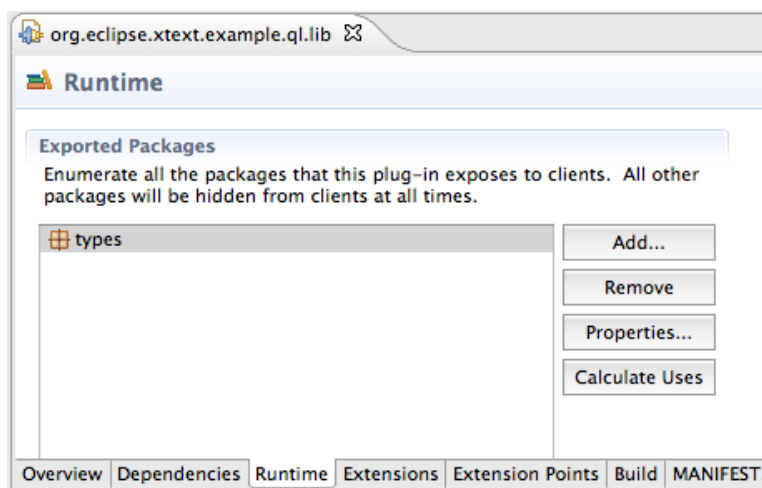 org.eclipse.xtext.example.ql.lib
Runtime
Exported Packages
Enumerate all the packages that this plug-in exposes to clients. All other
packages will be hidden from clients at all times.
types
Add...
Remove
Properties...
Calculate Uses
Overview Dependencies Runtime Extensions Extension Points Build MANIFEST